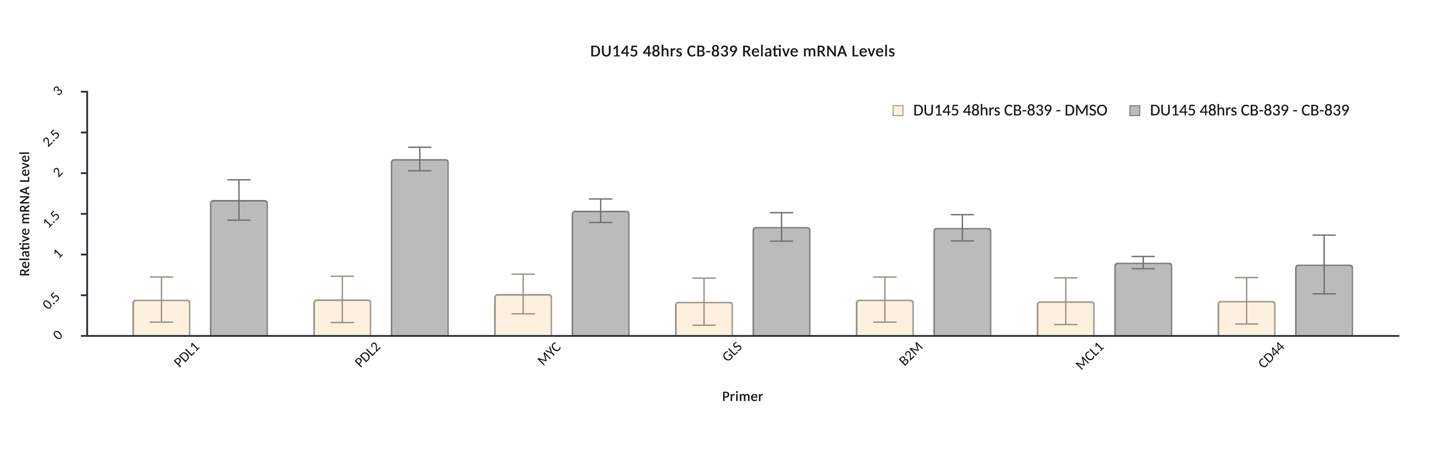 DU145 48hrs CB-839 Relative mRNA Levels
DU145 48hrs CB-839 - DMSO
DU145 48hrs CB-839 - CB-839
Relative mRNA Level
3
2.5
2
1.5
1
0.5
0
PDL1
PDL2
MYC
GLS
B2M
MCL1
CD44
Primer